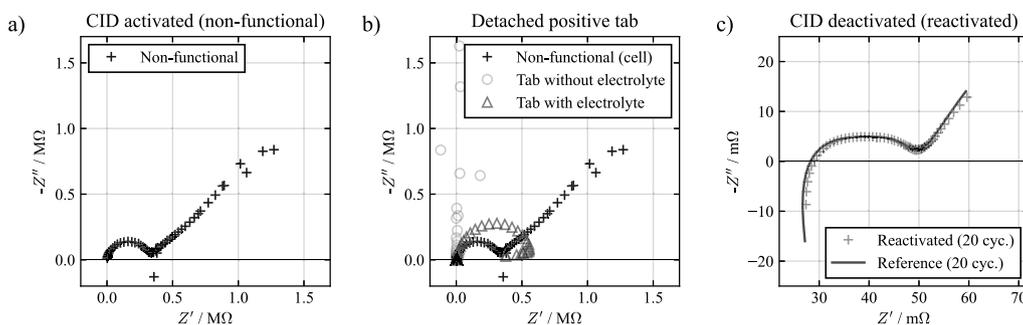 a)
CID activated (non-functional)
Non-functional
1.5
1.0
0.5
0.0
-Z″ / MΩ
0.0 0.5 1.0 1.5
Z′ / MΩ
b)
Detached positive tab
Non-functional (cell)
Tab without electrolyte
Tab with electrolyte
1.5
1.0
0.5
0.0
-Z″ / MΩ
0.0 0.5 1.0 1.5
Z′ / MΩ
c)
CID deactivated (reactivated)
20
10
0
−10
−20
-Z″ / mΩ
Reactivated (20 cyc.)
Reference (20 cyc.)
30 40 50 60 70
Z′ / mΩ